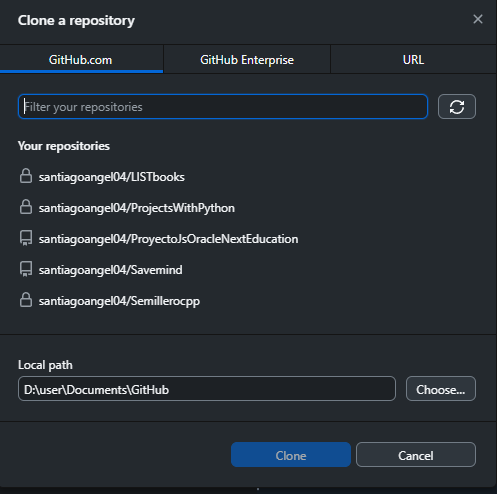 Clone a repository
GitHub.com
GitHub Enterprise
URL
Filter your repositories
Your repositories
santiagoangel04/LISTbooks
santiagoangel04/ProjectsWithPython
santiagoangel04/ProyectoJsOracleNextEducation
santiagoangel04/Savemind
santiagoangel04/Semillerocpp
Local path
D:\user\Documents\GitHub
Choose...
Clone
Cancel